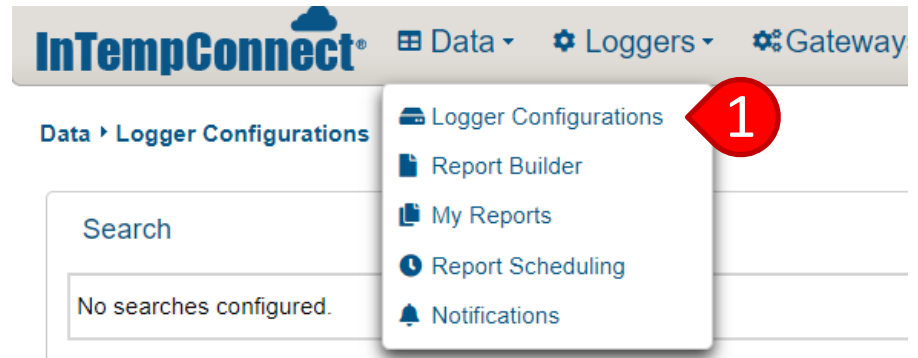 InTempConnect® Data Loggers Gateway
Data Logger Configurations
Logger Configurations 1
Report Builder
My Reports
Report Scheduling
Notifications
Search
No searches configured.